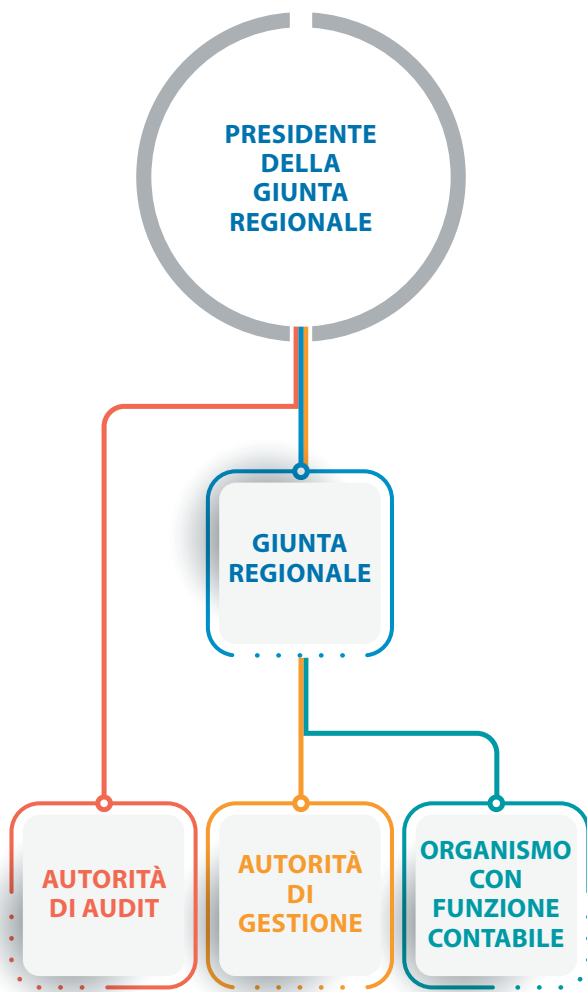 PRESIDENTE
DELLA
GIUNTA
REGIONALE
GIUNTA
REGIONALE
AUTORITÀ
DI AUDIT
AUTORITÀ
DI
GESTIONE
ORGANISMO
CON
FUNZIONE
CONTABILE